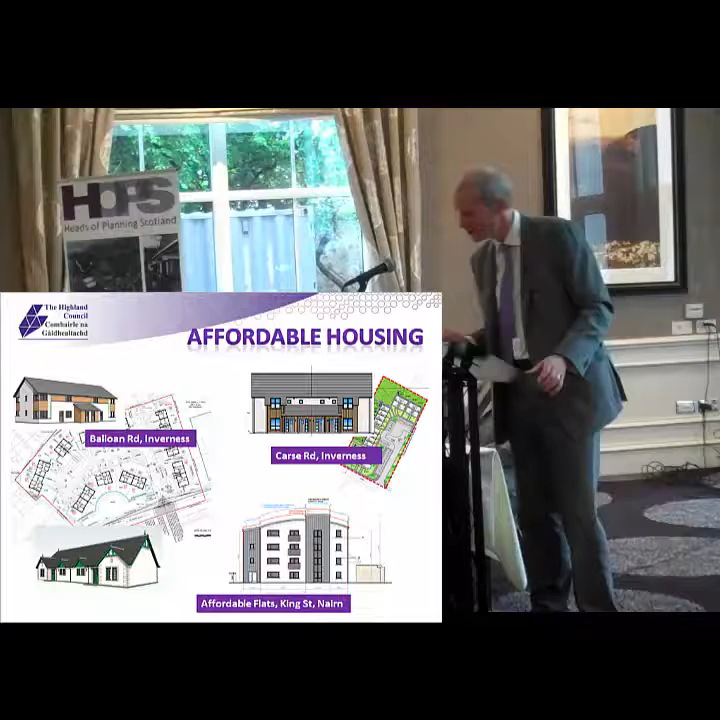 HOPS
Heads of Planning Scotland
The Highland
Council
Comhairle na
Gàidhealtachd
AFFORDABLE HOUSING
Balloan Rd, Inverness
Carse Rd, Inverness
Affordable Flats, King St, Nairn